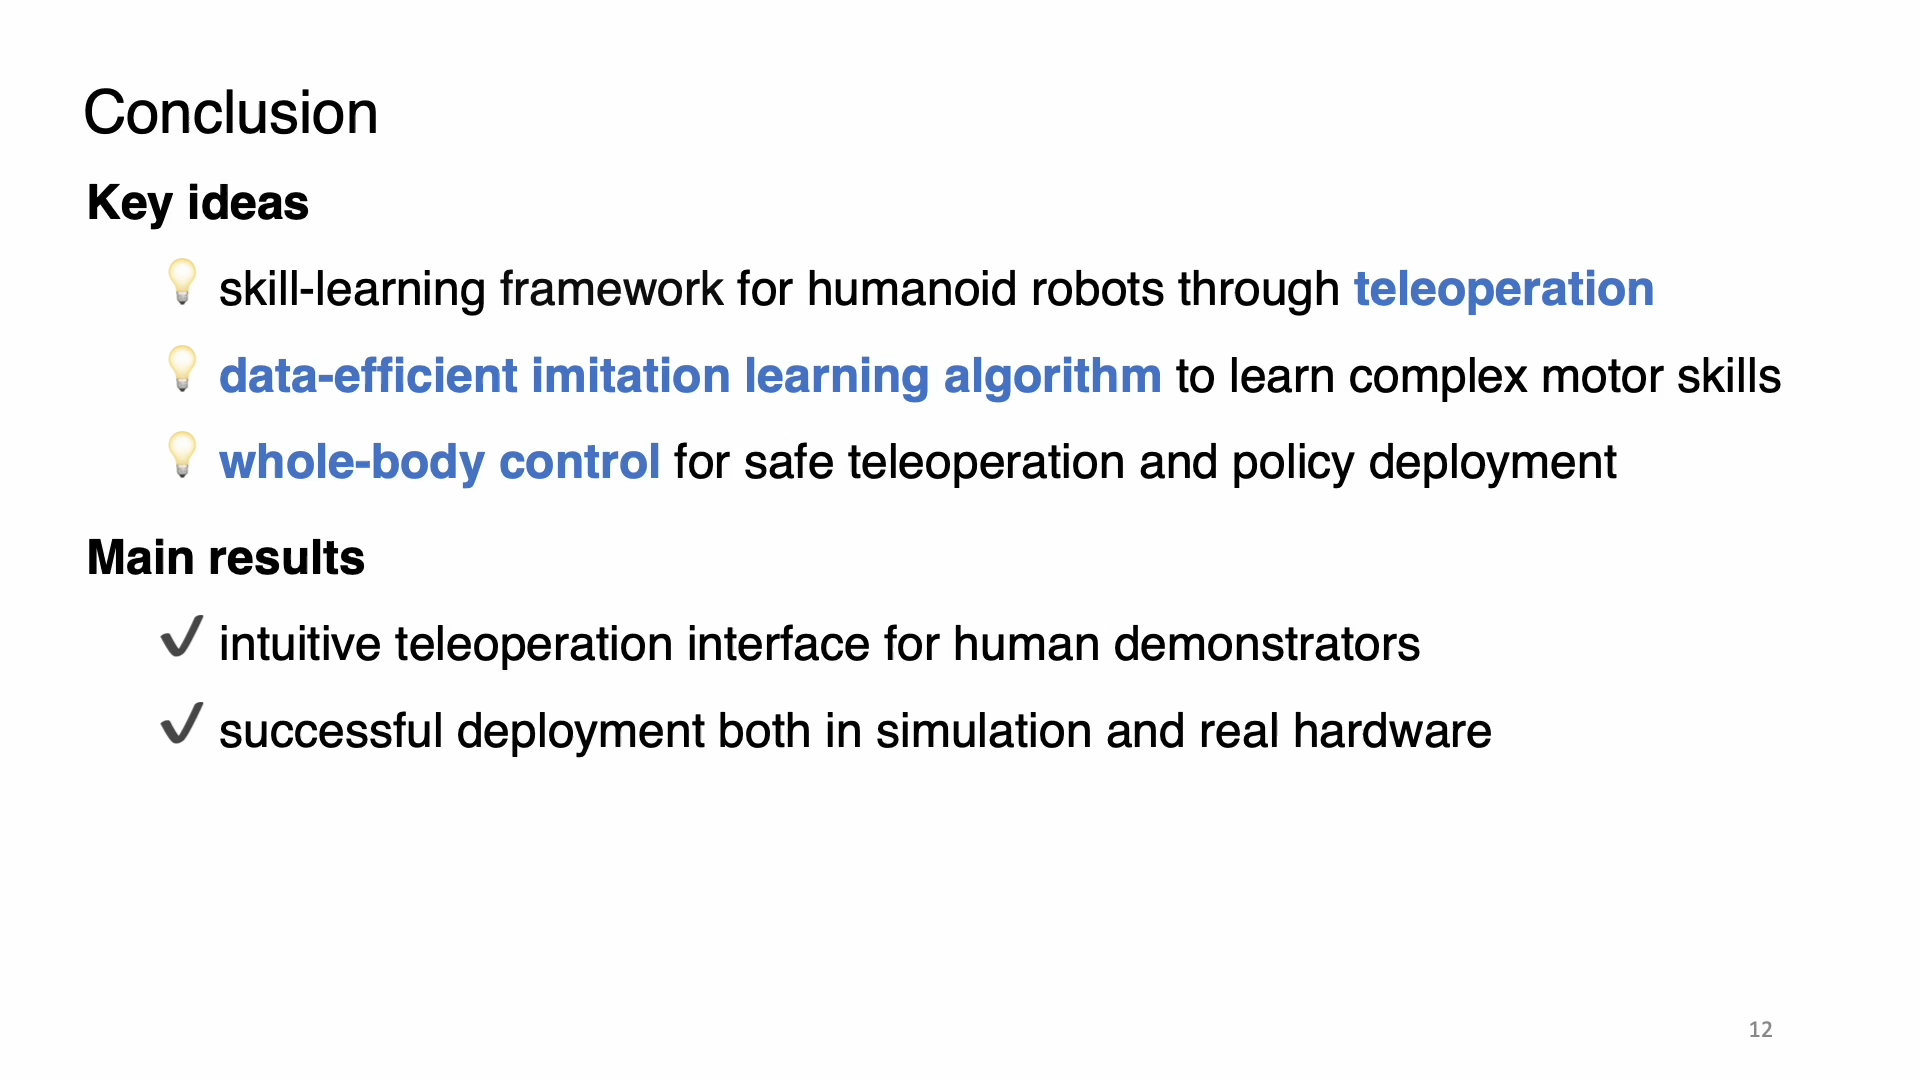 Conclusion
Key ideas
💡 skill-learning framework for humanoid robots through teleoperation
💡 data-efficient imitation learning algorithm to learn complex motor skills
💡 whole-body control for safe teleoperation and policy deployment
Main results
✔ intuitive teleoperation interface for human demonstrators
✔ successful deployment both in simulation and real hardware
12